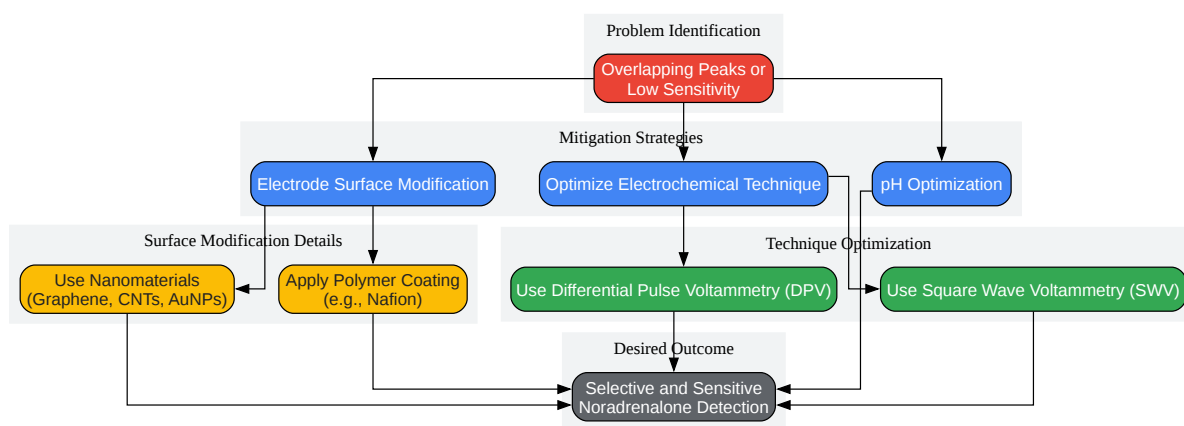 Problem Identification
Overlapping Peaks or
Low Sensitivity
Mitigation Strategies
Electrode Surface Modification
Optimize Electrochemical Technique
pH Optimization
Surface Modification Details
Technique Optimization
Use Nanomaterials
(Graphene, CNTs, AuNPs)
Apply Polymer Coating
(e.g., Nafion)
Use Differential Pulse Voltammetry (DPV)
Use Square Wave Voltammetry (SWV)
Desired Outcome
Selective and Sensitive
Noradrenalone Detection